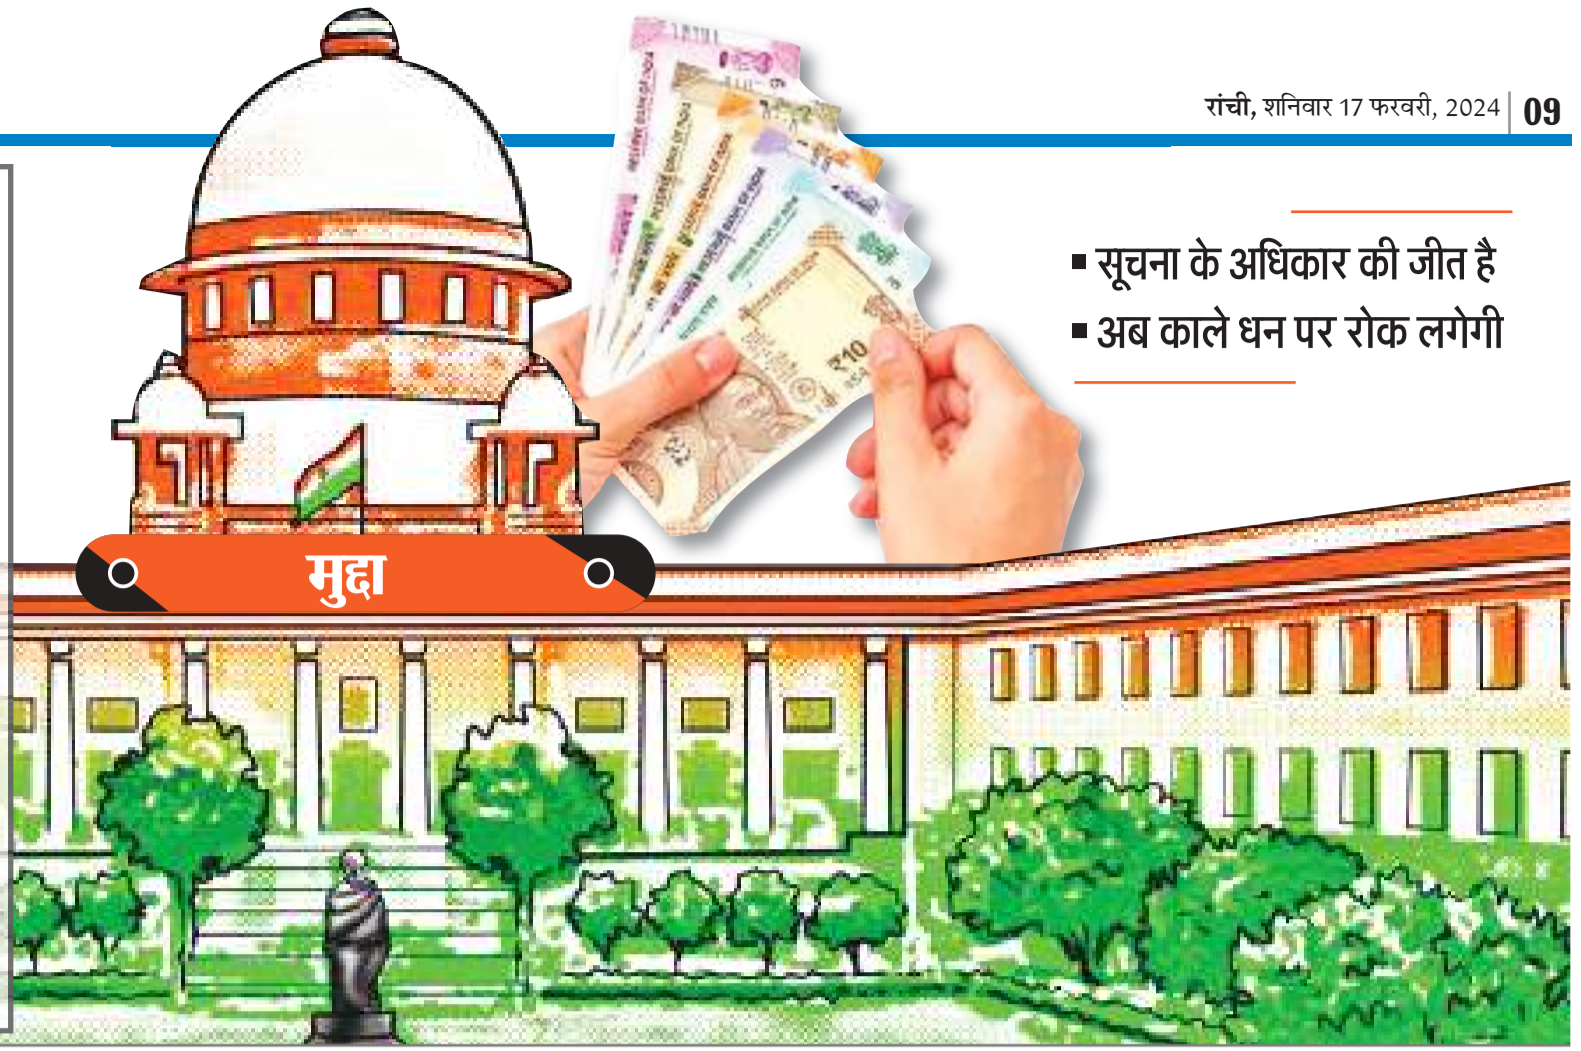 रांची, शनिवार 17 फरवरी, 2024 09
▪ सूचना के अधिकार की जीत है
▪ अब काले धन पर रोक लगेगी
₹10
मुद्दा